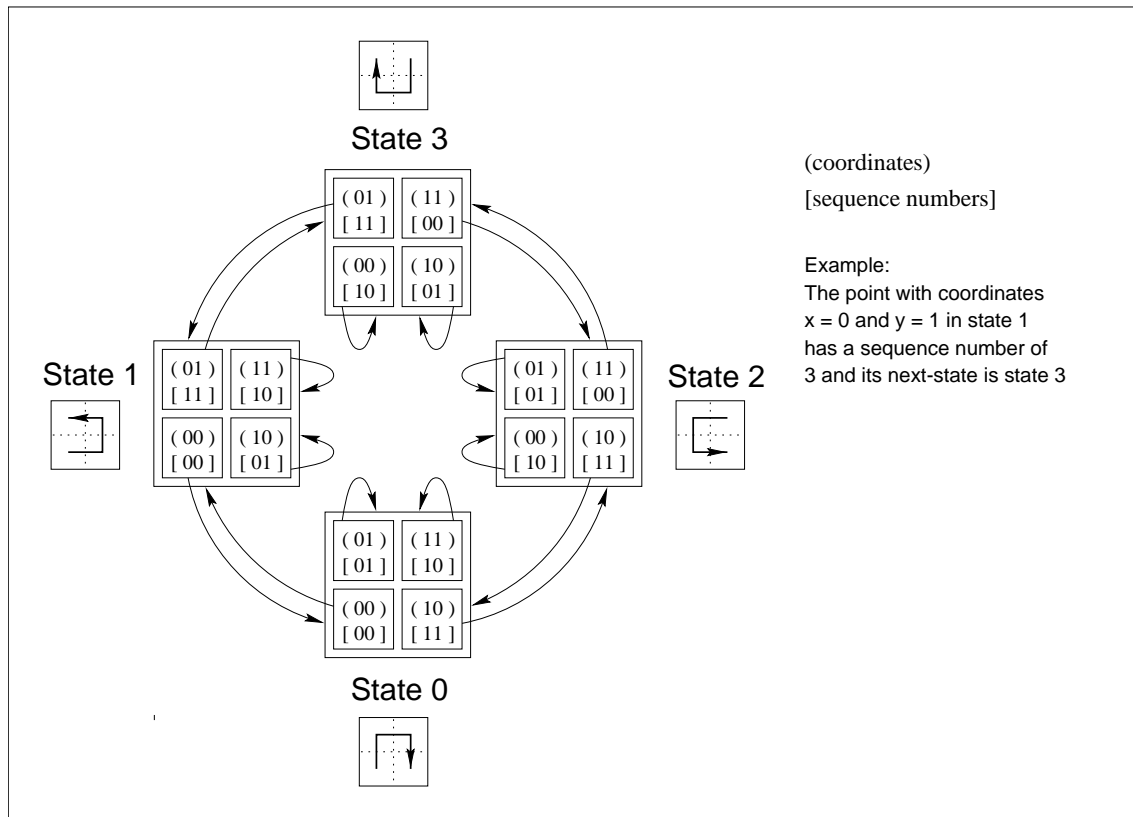 State 3
(coordinates)
[sequence numbers]
( 01 ) ( 11 )
[ 11 ] [ 00 ]
( 00 ) ( 10 )
[ 10 ] [ 01 ]
Example:
The point with coordinates
x = 0 and y = 1 in state 1
has a sequence number of
3 and its next-state is state 3
State 1
( 01 ) ( 11 )
[ 11 ] [ 10 ]
( 00 ) ( 10 )
[ 00 ] [ 01 ]
State 2
( 01 ) ( 11 )
[ 01 ] [ 00 ]
( 00 ) ( 10 )
[ 10 ] [ 11 ]
( 01 ) ( 11 )
[ 01 ] [ 10 ]
( 00 ) ( 10 )
[ 00 ] [ 11 ]
State 0